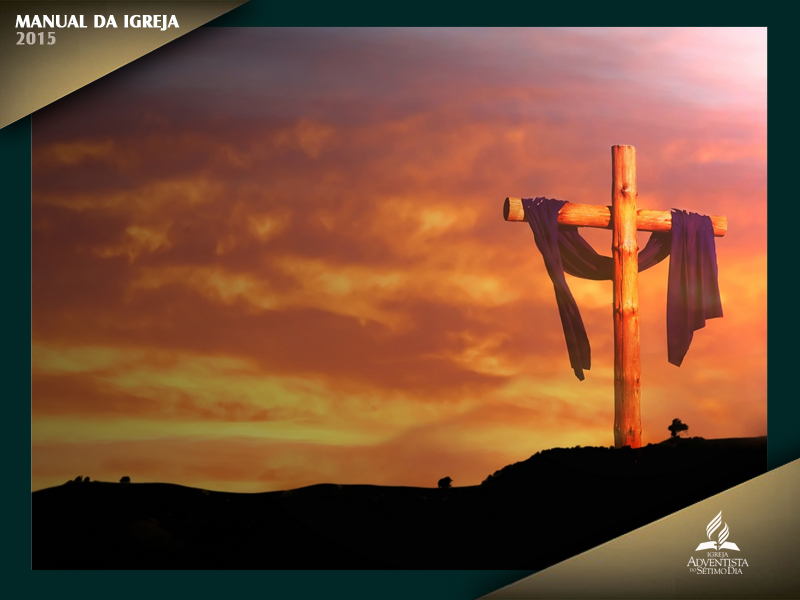 MANUAL DA IGREJA
2015
IGREJA
ADVENTISTA
DO SÉTIMO DIA